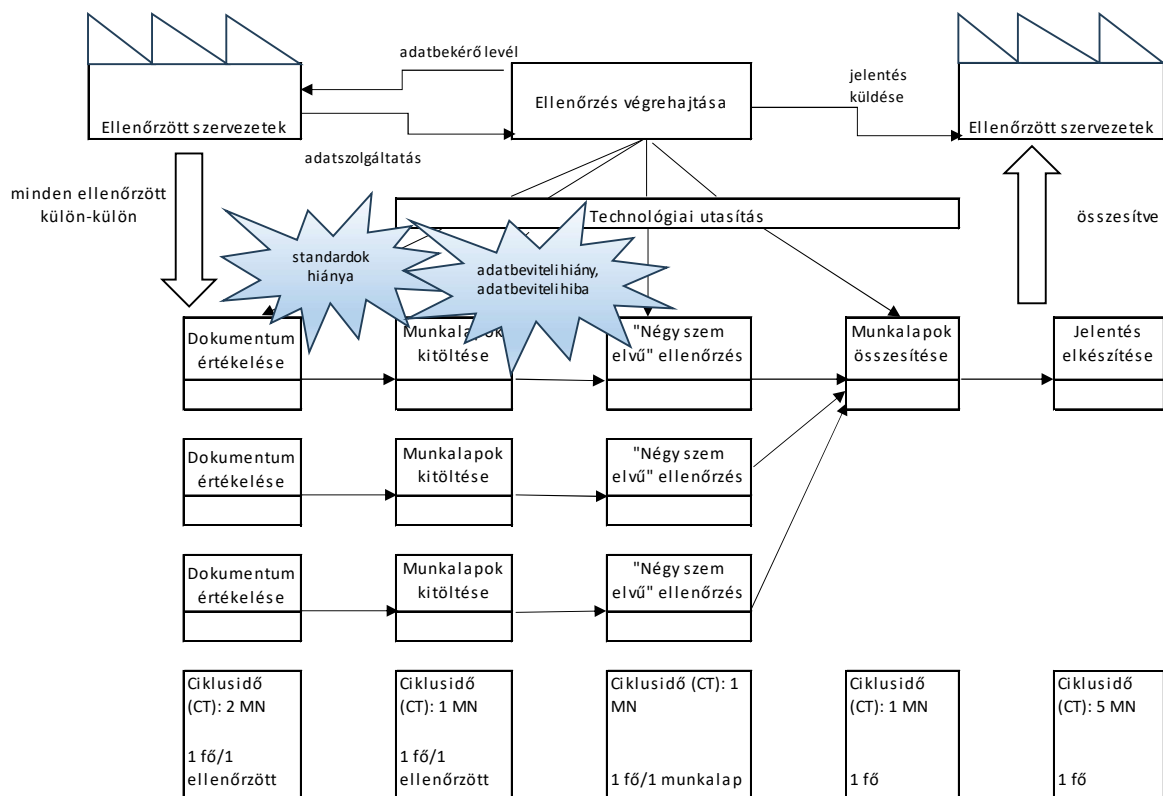 adatbekérő levél
Ellenőrzött szervezetek
Ellenőrzés végrehajtása
jelentés
küldése
Ellenőrzött szervezetek
adatszolgáltatás
minden ellenőrzött
külön-külön
Technológiai utasítás
összesítve
standardok
hiánya
adatbeviteli hiány,
adatbeviteli hiba
Dokumentum
értékelése
Munkalapok
kitöltése
"Négy szem
elvű" ellenőrzés
Munkalapok
összesítése
Jelentés
elkészítése
Dokumentum
értékelése
Munkalapok
kitöltése
"Négy szem
elvű" ellenőrzés
Dokumentum
értékelése
Munkalapok
kitöltése
"Négy szem
elvű" ellenőrzés
Ciklusidő
(CT): 2 MN
1 fő/1
ellenőrzött
Ciklusidő
(CT): 1 MN
1 fő/1
ellenőrzött
Ciklusidő (CT): 1
MN
1 fő/1 munkalap
Ciklusidő
(CT): 1 MN
1 fő
Ciklusidő
(CT): 5 MN
1 fő